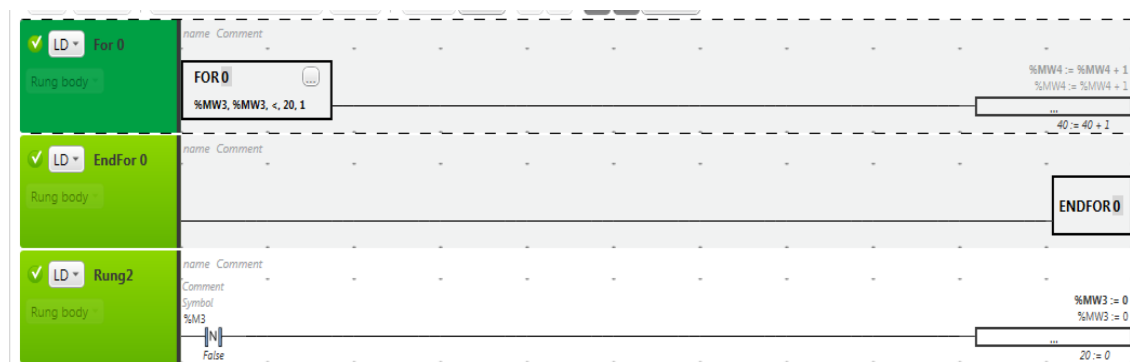 name Comment
LD For 0
Rung body
FOR 0 ...
%MW3, %MW3, <, 20, 1
%MW4 := %MW4 + 1
%MW4 := %MW4 + 1
...
40 := 40 + 1
name Comment
LD EndFor 0
Rung body
ENDFOR 0
name Comment
LD Rung2
Comment
Symbol
Rung body
%M3
N
False
%MW3 := 0
%MW3 := 0
...
20 := 0